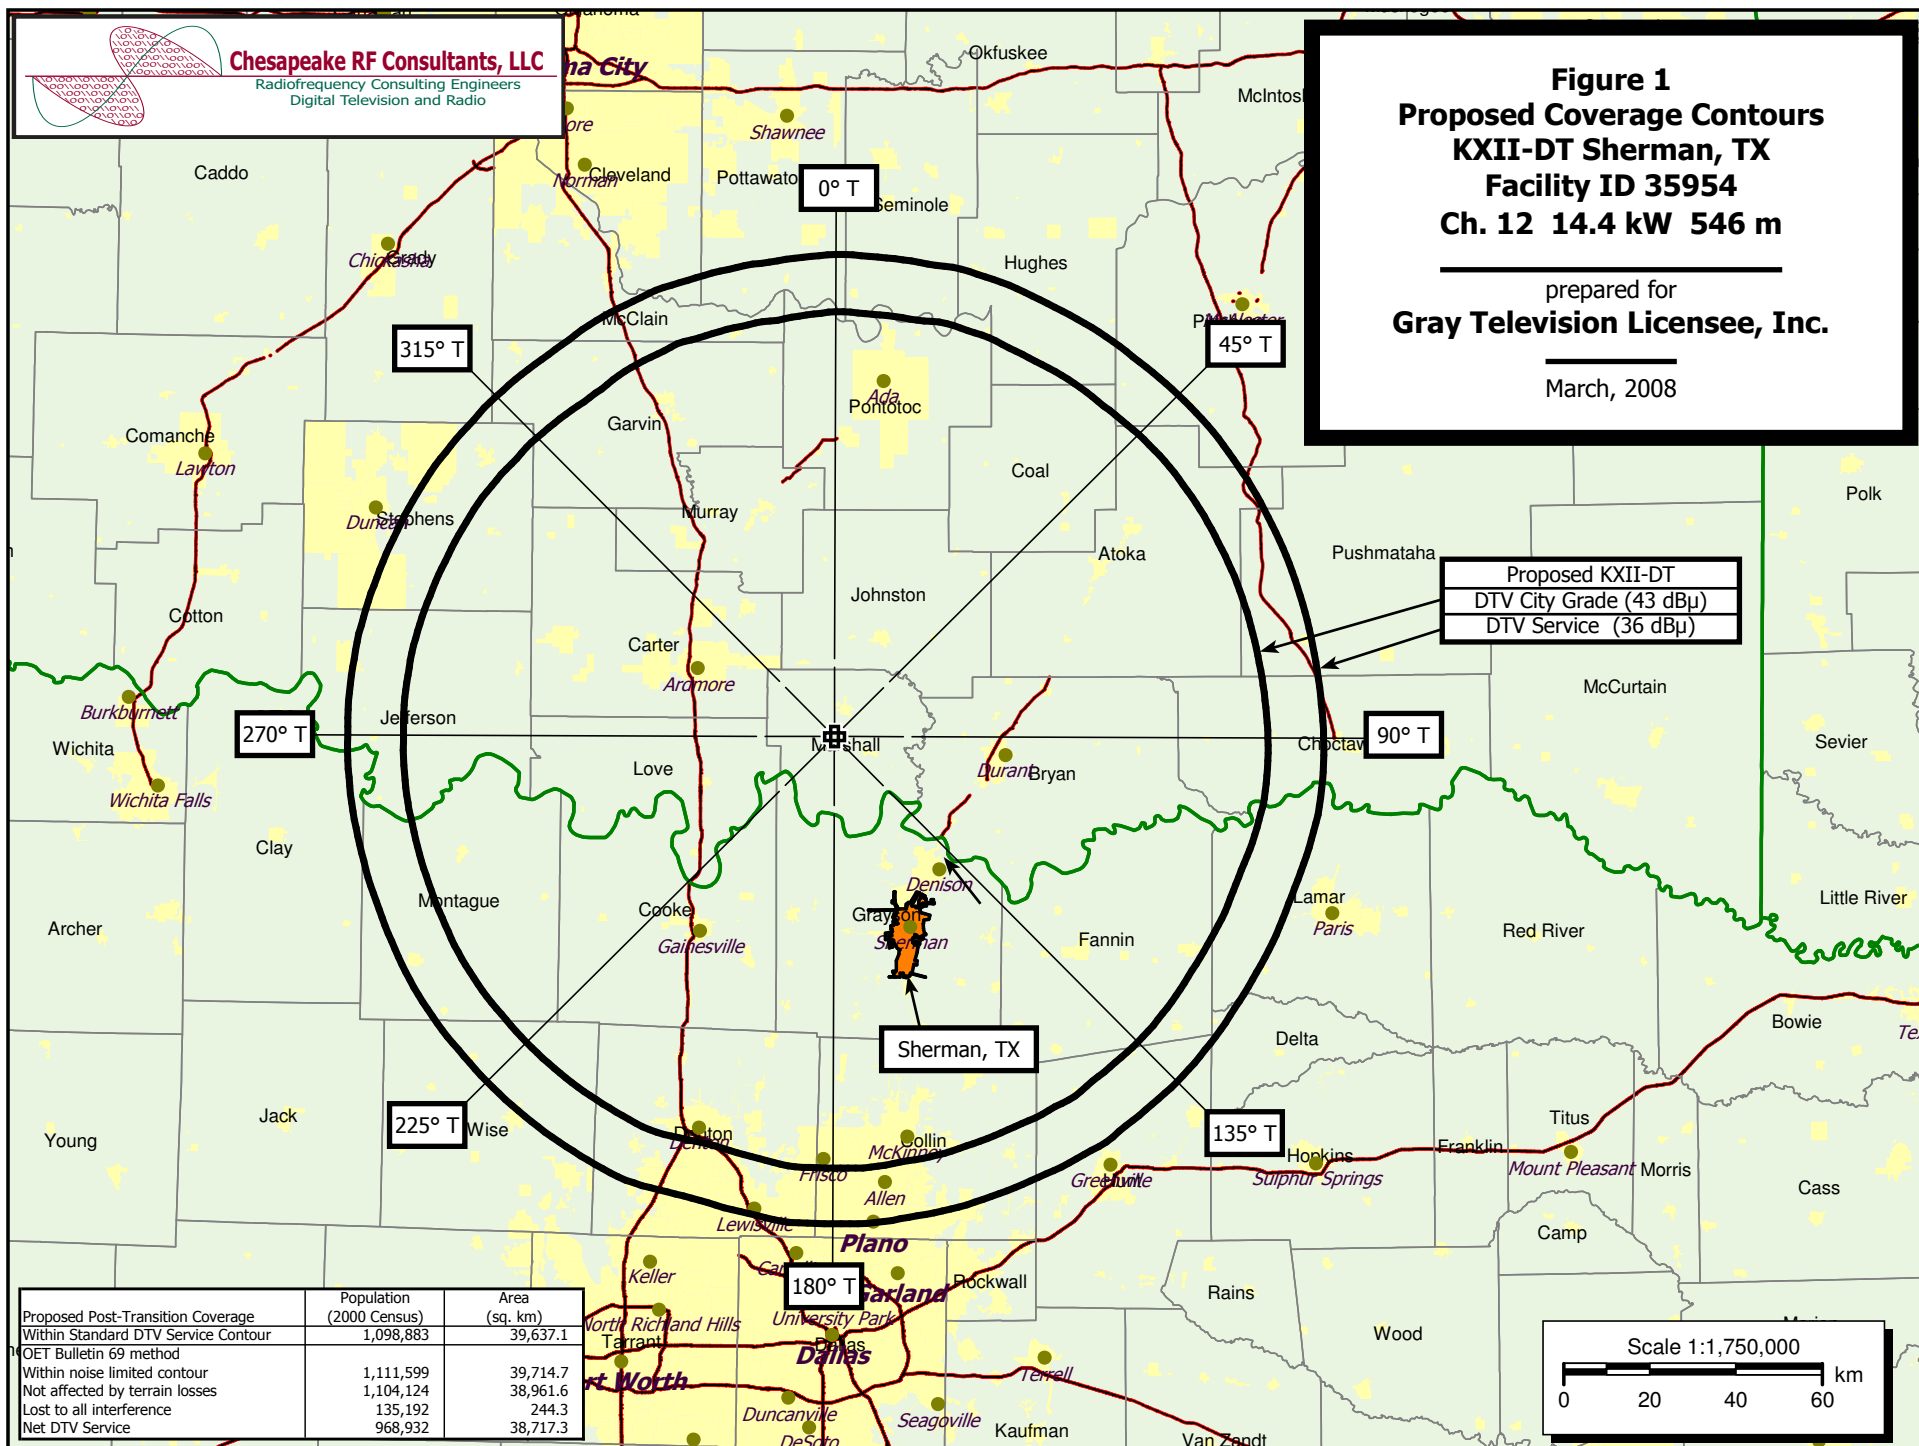 Chesapeake RF Consultants, LLC
Radiofrequency Consulting Engineers
Digital Television and Radio
Figure 1
Proposed Coverage Contours
KXII-DT Sherman, TX
Facility ID 35954
Ch. 12 14.4 kW 546 m
prepared for
Gray Television Licensee, Inc.
March, 2008
Okfuskee
Shawnee
Caddo
Cleveland
Norman
Pottawato
0° T
Seminole
Hughes
Chickasha
Grady
McClain
315° T
45° T
Ada
Pontotoc
Garvin
Comanche
Lawton
Coal
Polk
Duncan
Stephens
Murray
Atoka
Pushmataha
Proposed KXII-DT
DTV City Grade (43 dBµ)
DTV Service (36 dBµ)
Johnston
Cotton
Carter
Ardmore
McCurtain
Burkburnett
Jefferson
270° T
Marshall
90° T
Choctaw
Sevier
Wichita
Love
Durant
Bryan
Wichita Falls
Clay
Denison
Montague
Cooke
Grayson
Lamar
Little River
Archer
Gainesville
Sherman
Fannin
Paris
Red River
Sherman, TX
Delta
Bowie
Jack
225° T
Wise
Denton
Denton
Collin
McKinney
135° T
Titus
Young
Frisco
Hopkins
Franklin
Greenville
Hunt
Sulphur Springs
Mount Pleasant
Morris
Allen
Cass
Lewisville
Plano
Camp
Keller
180° T
Garland
Rockwall
Rains
North Richland Hills
University Park
Tarrant
Dallas
Dallas
Wood
Terrell
Duncanville
Seagoville
DeSoto
Kaufman
Van Zandt
Proposed Post-Transition Coverage Population (2000 Census) Area (sq. km)
Within Standard DTV Service Contour 1,098,883 39,637.1
OET Bulletin 69 method
Within noise limited contour 1,111,599 39,714.7
Not affected by terrain losses 1,104,124 38,961.6
Lost to all interference 135,192 244.3
Net DTV Service 968,932 38,717.3
Scale 1:1,750,000
km
0 20 40 60